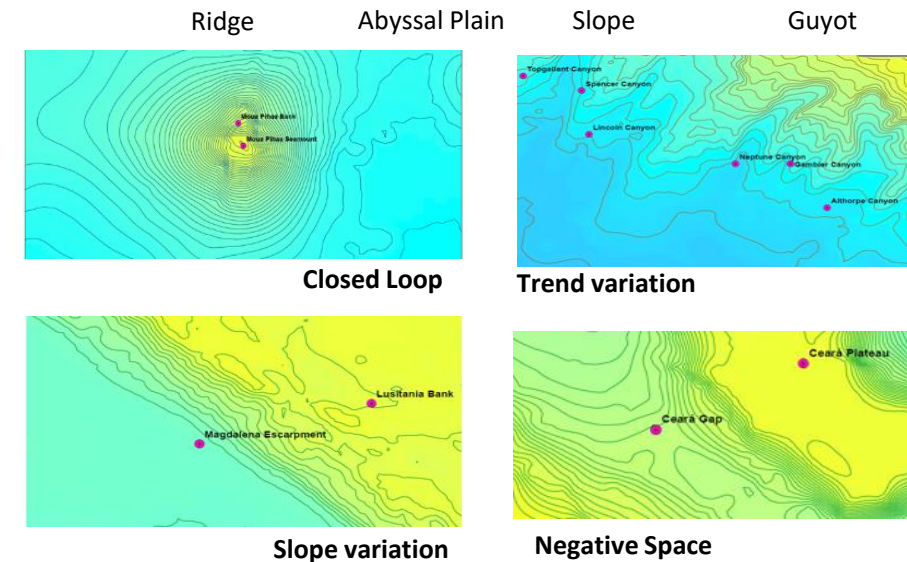 Ridge Abyssal Plain Slope Guyot
Moua Pihaa Bank
Moua Pihaa Seamount
Topgallant Canyon
Spencer Canyon
Lincoln Canyon
Neptune Canyon
Gambier Canyon
Althorpe Canyon
Closed Loop
Trend variation
Lusitania Bank
Magdalena Escarpment
Ceará Plateau
Ceará Gap
Slope variation
Negative Space